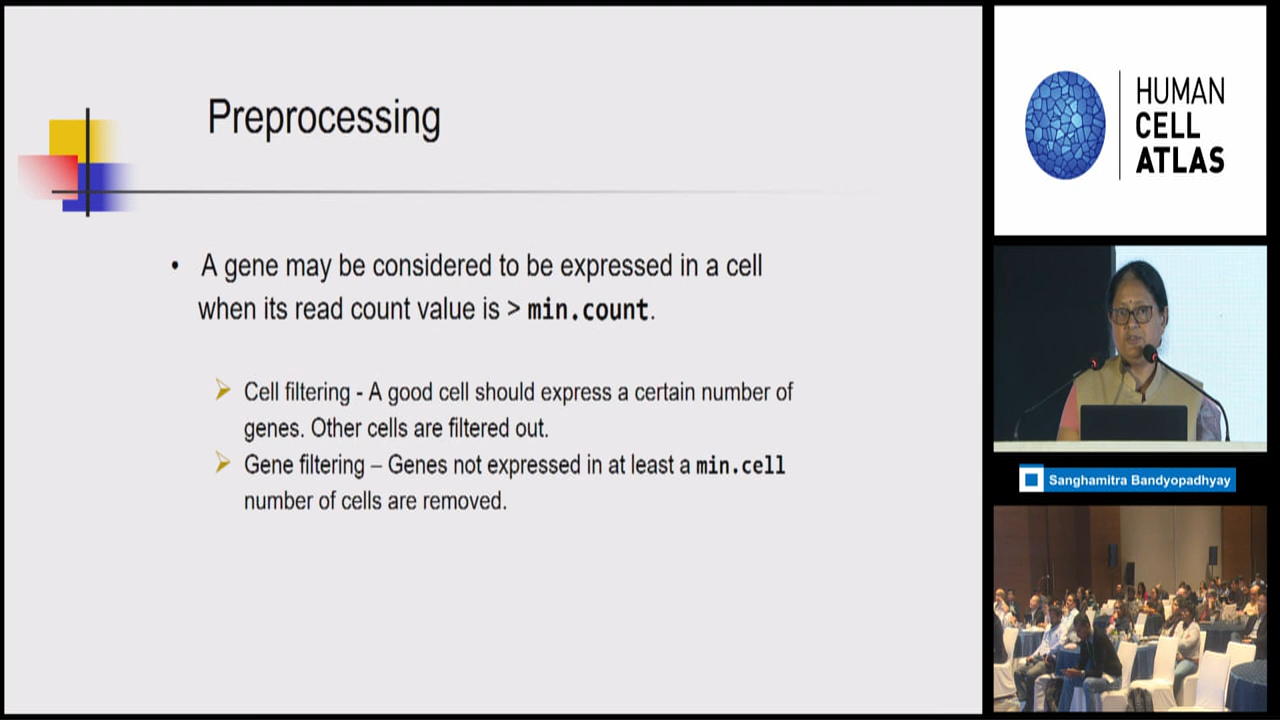 Preprocessing
• A gene may be considered to be expressed in a cell
when its read count value is > min.count.
➢ Cell filtering - A good cell should express a certain number of
genes. Other cells are filtered out.
➢ Gene filtering – Genes not expressed in at least a min.cell
number of cells are removed.
HUMAN
CELL
ATLAS
Sanghamitra Bandyopadhyay